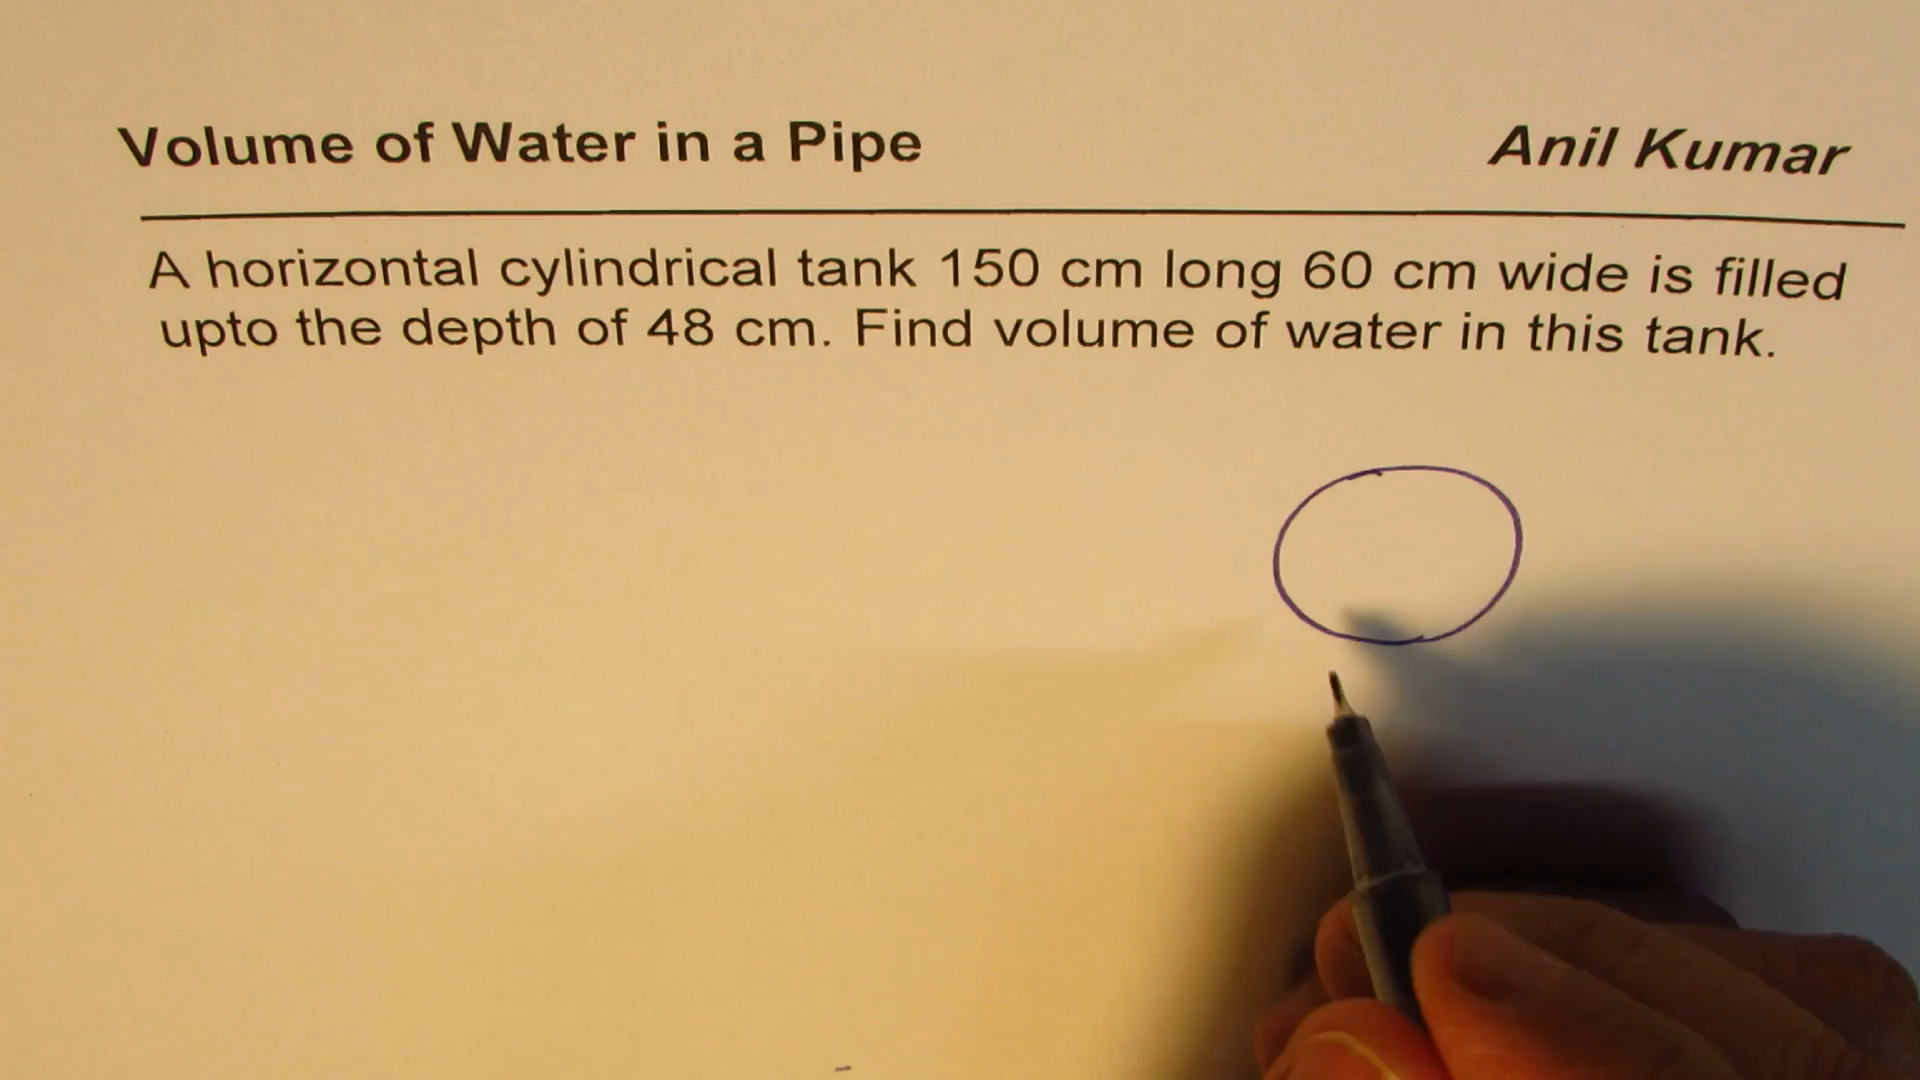 Volume of Water in a Pipe Anil Kumar
A horizontal cylindrical tank 150 cm long 60 cm wide is filled
upto the depth of 48 cm. Find volume of water in this tank.